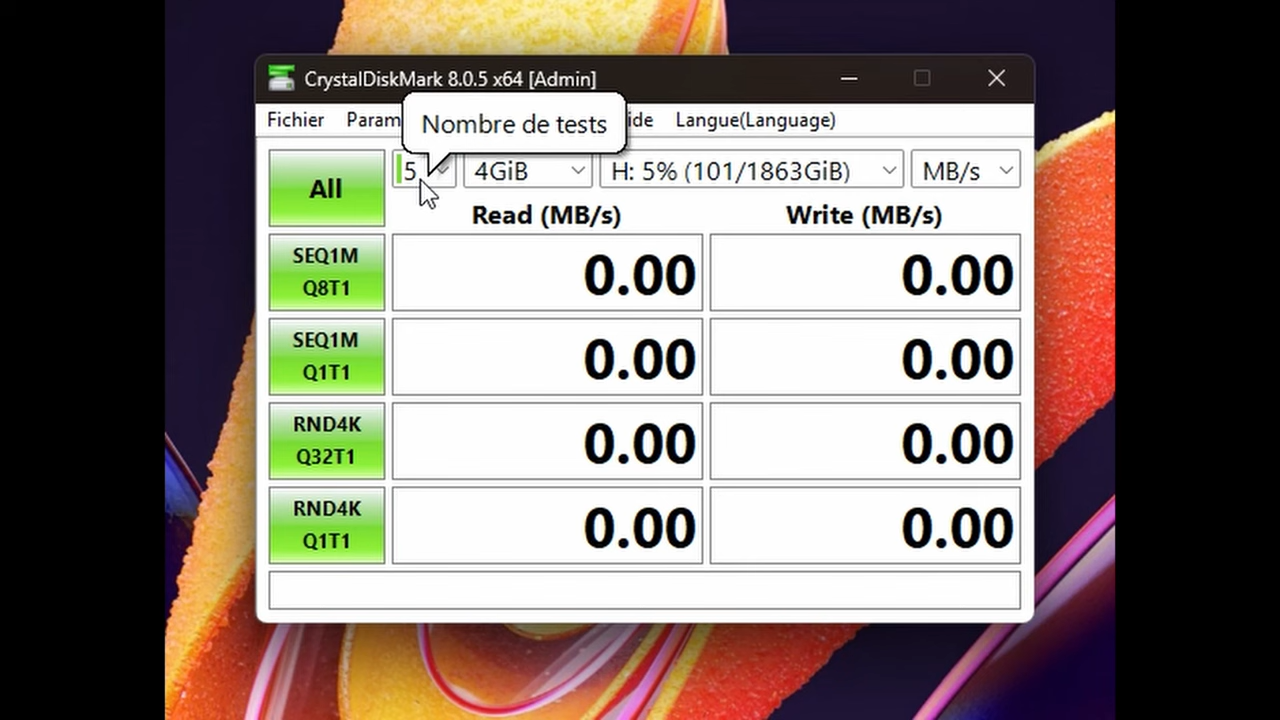 CrystalDiskMark 8.0.5 x64 [Admin]
Fichier Param ide Langue(Language)
Nombre de tests
All
5 4GiB H: 5% (101/1863GiB) MB/s
Read (MB/s) Write (MB/s)
SEQ1M
Q8T1
0.00 0.00
SEQ1M
Q1T1
0.00 0.00
RND4K
Q32T1
0.00 0.00
RND4K
Q1T1
0.00 0.00